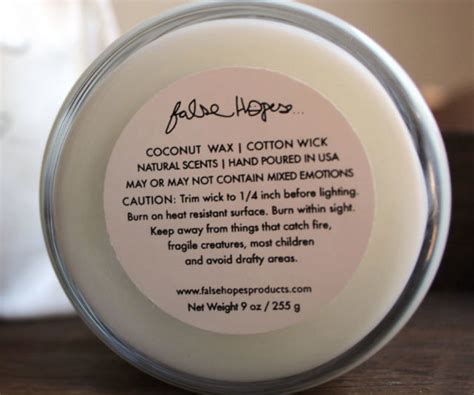 false Hopes...
COCONUT WAX | COTTON WICK
NATURAL SCENTS | HAND POURED IN USA
MAY OR MAY NOT CONTAIN MIXED EMOTIONS
CAUTION: Trim wick to 1/4 inch before lighting.
Burn on heat resistant surface. Burn within sight.
Keep away from things that catch fire,
fragile creatures, most children
and avoid drafty areas.
www.falsehopesproducts.com
Net Weight 9 oz / 255 g